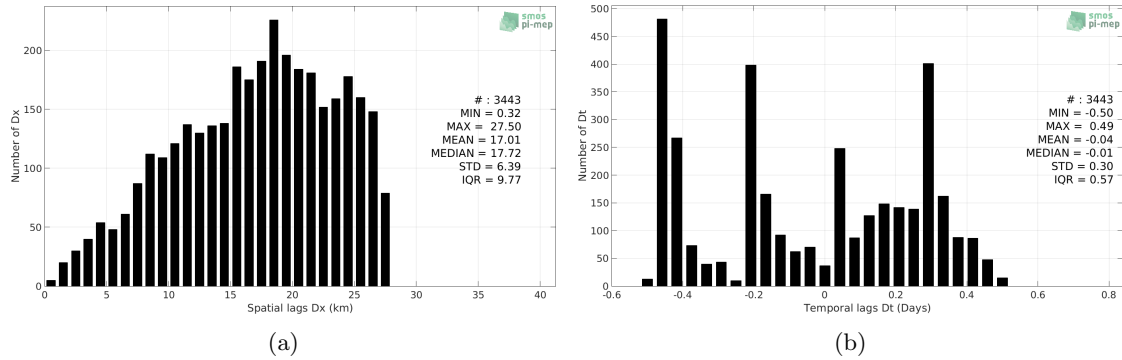 smos
pi-mep
200
150
100
50
0
Number of Dx
# : 3443
MIN = 0.32
MAX = 27.50
MEAN = 17.01
MEDIAN = 17.72
STD = 6.39
IQR = 9.77
0 5 10 15 20 25 30 35 40
Spatial lags Dx (km)
(a)
smos
pi-mep
500
450
400
350
300
250
200
150
100
50
0
Number of Dt
# : 3443
MIN = -0.50
MAX = 0.49
MEAN = -0.04
MEDIAN = -0.01
STD = 0.30
IQR = 0.57
-0.6 -0.4 -0.2 0 0.2 0.4 0.6 0.8
Temporal lags Dt (Days)
(b)